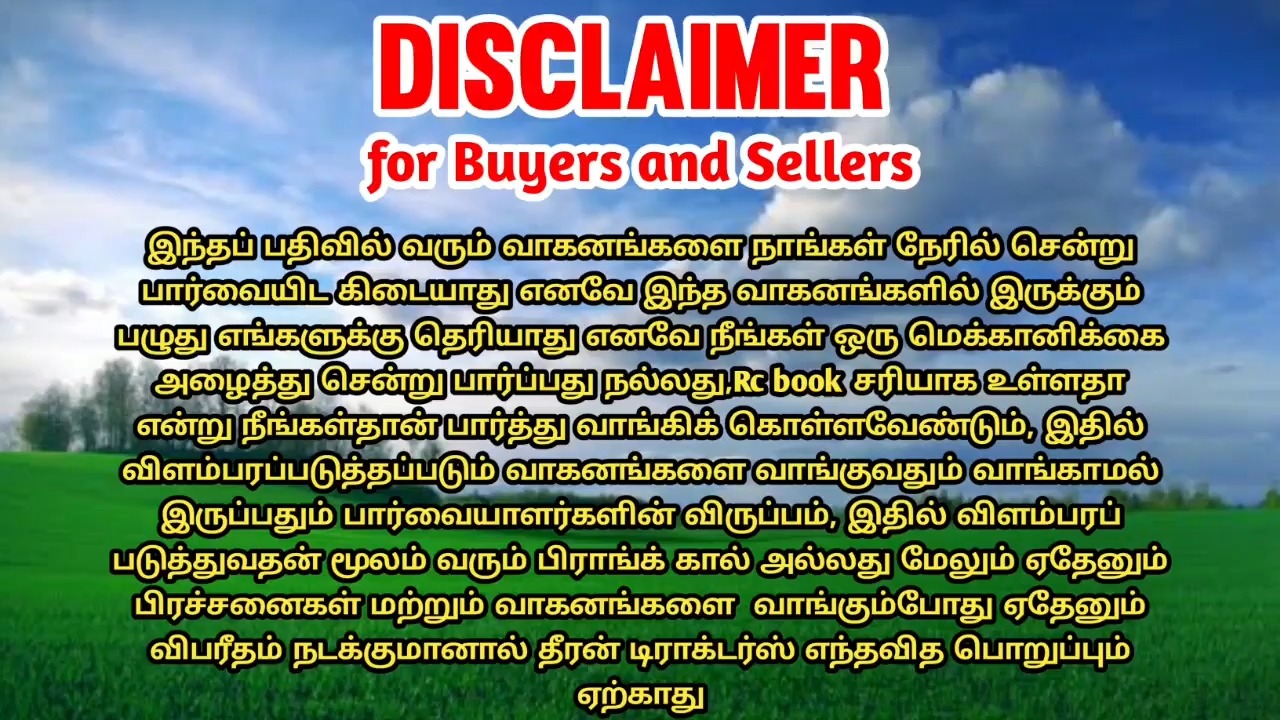 DISCLAIMER
for Buyers and Sellers
இந்தப் பதிவில் வரும் வாகனங்களை நாங்கள் நேரில் சென்று
பார்வையிட கிடையாது எனவே இந்த வாகனங்களில் இருக்கும்
பழுது எங்களுக்கு தெரியாது எனவே நீங்கள் ஒரு மெக்கானிக்கை
அழைத்து சென்று பார்ப்பது நல்லது,Rc book சரியாக உள்ளதா
என்று நீங்கள்தான் பார்த்து வாங்கிக் கொள்ளவேண்டும், இதில்
விளம்பரப்படுத்தப்படும் வாகனங்களை வாங்குவதும் வாங்காமல்
இருப்பதும் பார்வையாளர்களின் விருப்பம், இதில் விளம்பரப்
படுத்துவதன் மூலம் வரும் பிராங்க் கால் அல்லது மேலும் ஏதேனும்
பிரச்சனைகள் மற்றும் வாகனங்களை வாங்கும்போது ஏதேனும்
விபரீதம் நடக்குமானால் தீரன் டிராக்டர்ஸ் எந்தவித பொறுப்பும்
ஏற்காது